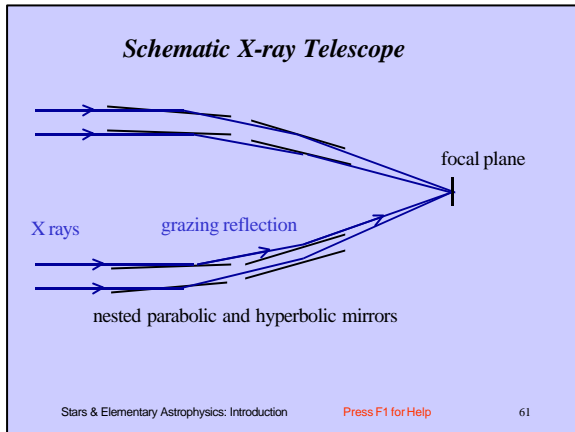 Schematic X-ray Telescope
focal plane
X rays
grazing reflection
nested parabolic and hyperbolic mirrors
Stars & Elementary Astrophysics: Introduction
Press F1 for Help
61